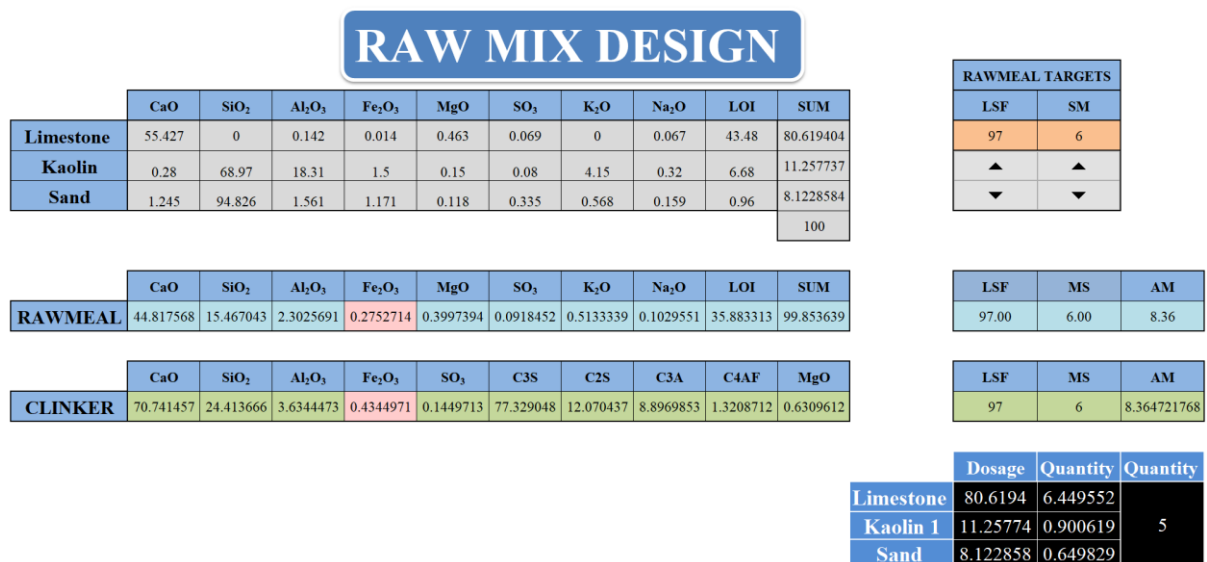 RAW MIX DESIGN
RAWMEAL TARGETS
LSF SM
97 6
▲ ▲
▼ ▼
CaO SiO₂ Al₂O₃ Fe₂O₃ MgO SO₃ K₂O Na₂O LOI SUM
Limestone 55.427 0 0.142 0.014 0.463 0.069 0 0.067 43.48 80.619404
Kaolin 0.28 68.97 18.31 1.5 0.15 0.08 4.15 0.32 6.68 11.257737
Sand 1.245 94.826 1.561 1.171 0.118 0.335 0.568 0.159 0.96 8.1228584
100
CaO SiO₂ Al₂O₃ Fe₂O₃ MgO SO₃ K₂O Na₂O LOI SUM
RAWMEAL 44.817568 15.467043 2.3025691 0.2752714 0.3997394 0.0918452 0.5133339 0.1029551 35.883313 99.853639
LSF MS AM
97.00 6.00 8.36
CaO SiO₂ Al₂O₃ Fe₂O₃ SO₃ C3S C2S C3A C4AF MgO
CLINKER 70.741457 24.413666 3.6344473 0.4344971 0.1449713 77.329048 12.070437 8.8969853 1.3208712 0.6309612
LSF MS AM
97 6 8.364721768
Dosage Quantity Quantity
Limestone 80.6194 6.449552
Kaolin 1 11.25774 0.900619 5
Sand 8.122858 0.649829